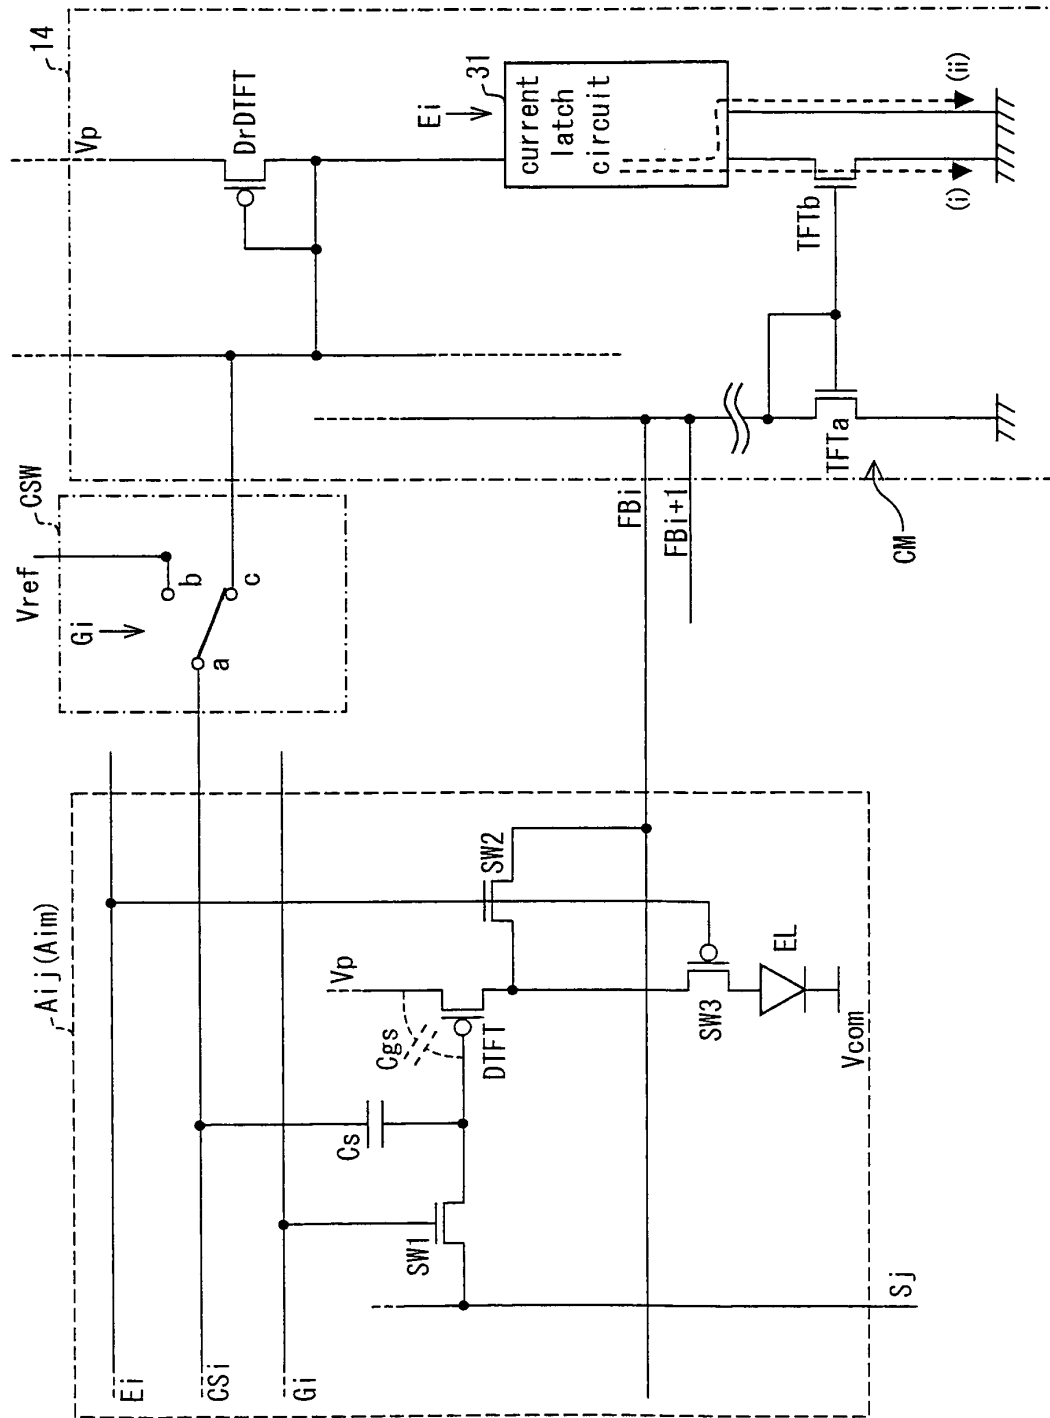 14
Vp
DrDTFT
Ei
31
current
latch
circuit
(ii)
(i)
TFTb
TFTa
CM
CSW
Vref
Gi
b
c
a
FBi
FBi+1
Aij(Aim)
Ei
CSi
Gi
Cs
Cgs
Vp
DTFT
SW1
SW2
SW3
EL
Vcom
Sj